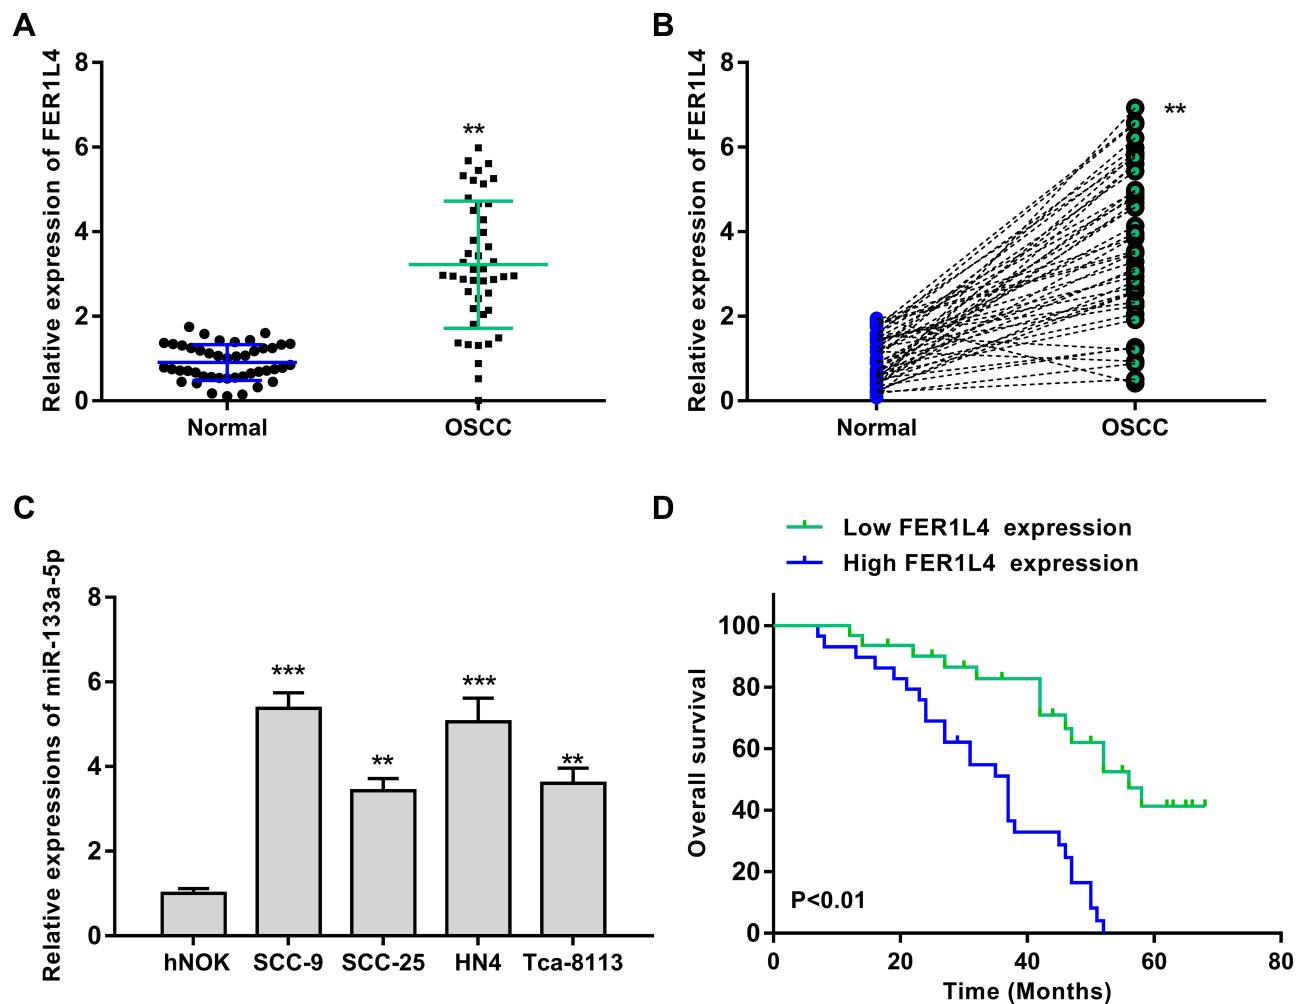 A
Relative expression of FER1L4
8
6
4
2
0
**
Normal
OSCC
B
Relative expression of FER1L4
8
6
4
2
0
**
Normal
OSCC
C
Relative expressions of miR-133a-5p
8
6
4
2
0
***
**
***
**
hNOK
SCC-9
SCC-25
HN4
Tca-8113
D
Low FER1L4 expression
High FER1L4 expression
Overall survival
100
80
60
40
20
0
P<0.01
0
20
40
60
80
Time (Months)